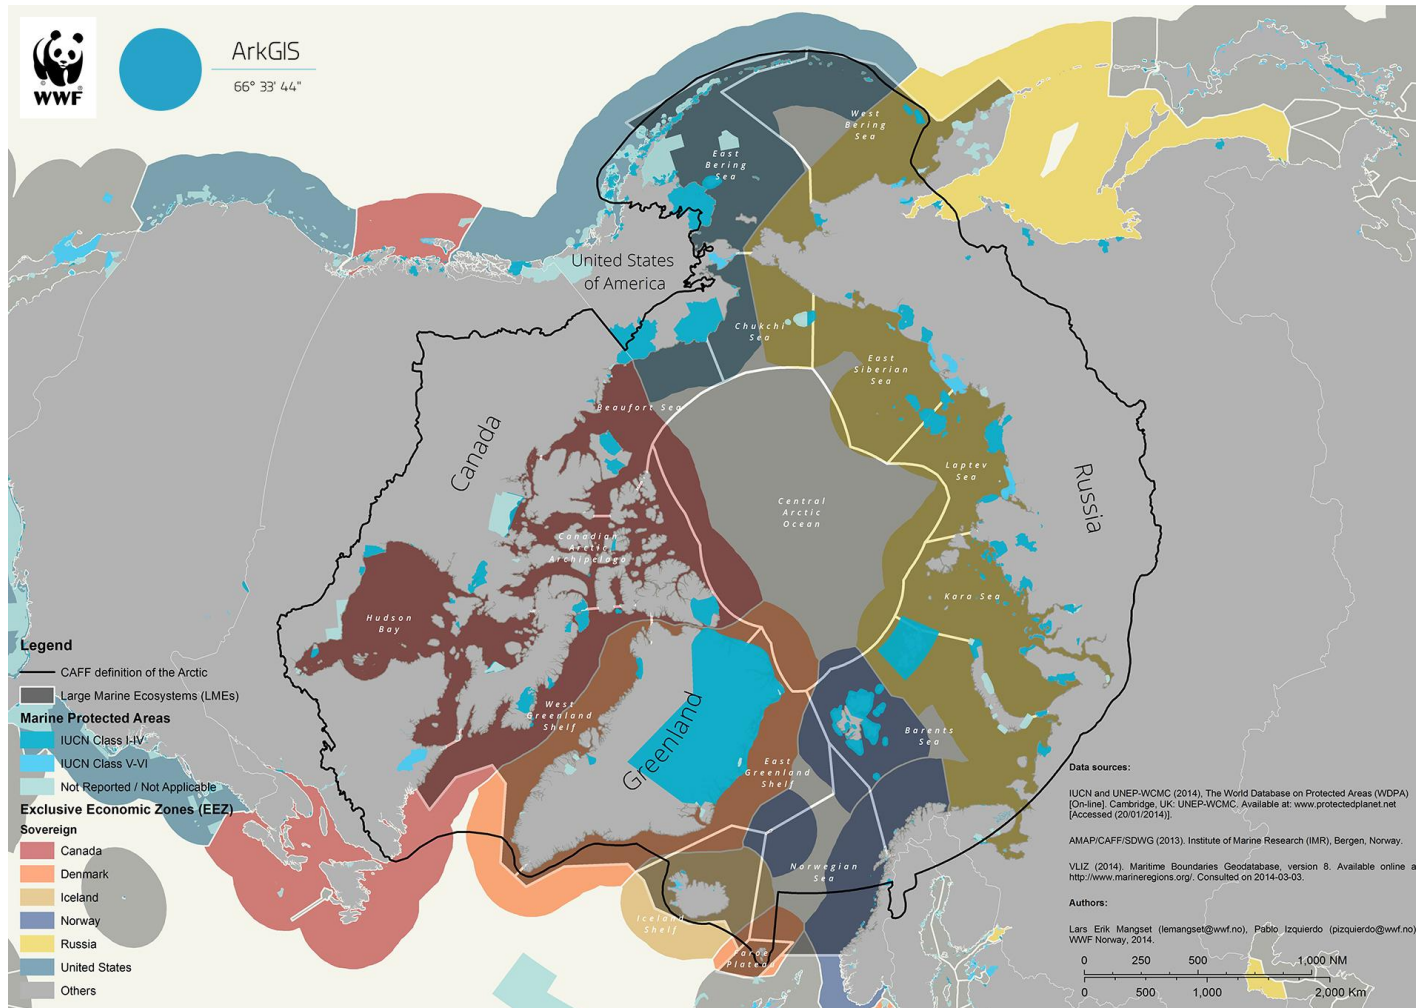 WWF
ArkGIS
66° 33' 44"
West
Bering
Sea
East
Bering
Sea
United States
of America
Chukchi
Sea
East
Siberian
Sea
Beaufort Sea
Canada
Laptev
Sea
Russia
Central
Arctic
Ocean
Canadian
Arctic
Archipelago
Kara Sea
Hudson
Bay
West
Greenland
Shelf
Greenland
Barents
Sea
East
Greenland
Shelf
Norwegian
Sea
Iceland
Shelf
Faroe
Plateau
Legend
CAFF definition of the Arctic
Large Marine Ecosystems (LMEs)
Marine Protected Areas
IUCN Class I-IV
IUCN Class V-VI
Not Reported / Not Applicable
Exclusive Economic Zones (EEZ)
Sovereign
Canada
Denmark
Iceland
Norway
Russia
United States
Others
Data sources:
IUCN and UNEP-WCMC (2014), The World Database on Protected Areas (WDPA)
[On-line]. Cambridge, UK: UNEP-WCMC. Available at: www.protectedplanet.net
[Accessed (20/01/2014)].
AMAP/CAFF/SDWG (2013). Institute of Marine Research (IMR), Bergen, Norway.
VLIZ (2014). Maritime Boundaries Geodatabase, version 8. Available online a
http://www.marineregions.org/. Consulted on 2014-03-03.
Authors:
Lars Erik Mangset (lemangset@wwf.no), Pablo Izquierdo (pizquierdo@wwf.no)
WWF Norway, 2014.
0 250 500 1,000 NM
0 500 1,000 2,000 Km